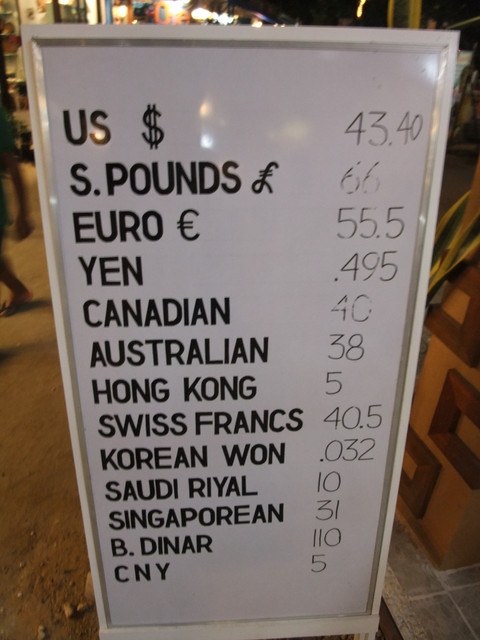 US $ 43.40
S. POUNDS £ 66
EURO € 55.5
YEN .495
CANADIAN 40
AUSTRALIAN 38
HONG KONG 5
SWISS FRANCS 40.5
KOREAN WON .032
SAUDI RIYAL 10
SINGAPOREAN 31
B. DINAR 110
CNY 5